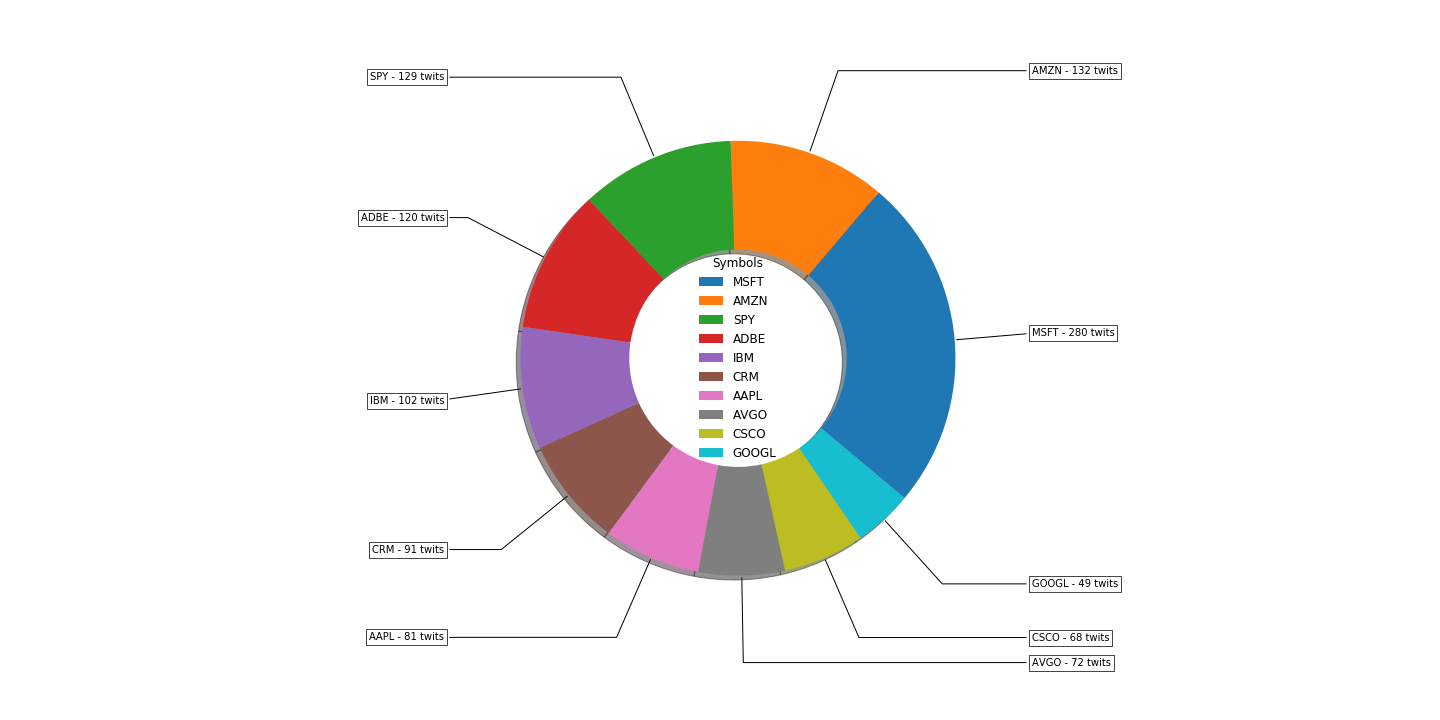 AMZN - 132 twits
SPY - 129 twits
ADBE - 120 twits
Symbols
MSFT
AMZN
SPY
ADBE
IBM
CRM
AAPL
AVGO
CSCO
GOOGL
MSFT - 280 twits
IBM - 102 twits
CRM - 91 twits
GOOGL - 49 twits
AAPL - 81 twits
CSCO - 68 twits
AVGO - 72 twits